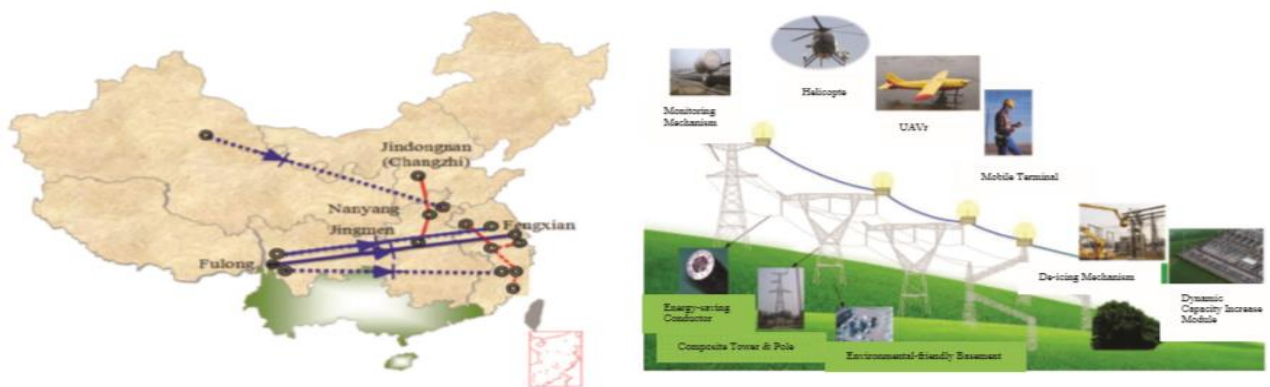 Jindongnan
(Changzhi)
Nanyang
Jingmen
Fengxian
Fulong
Helicopte
Monitoring
Mechanism
UAVr
Mobile Terminal
De-icing Mechanism
Dynamic
Capacity Increase
Module
Energy-saving
Conductor
Composite Tower & Pole
Environmental-friendly Basement